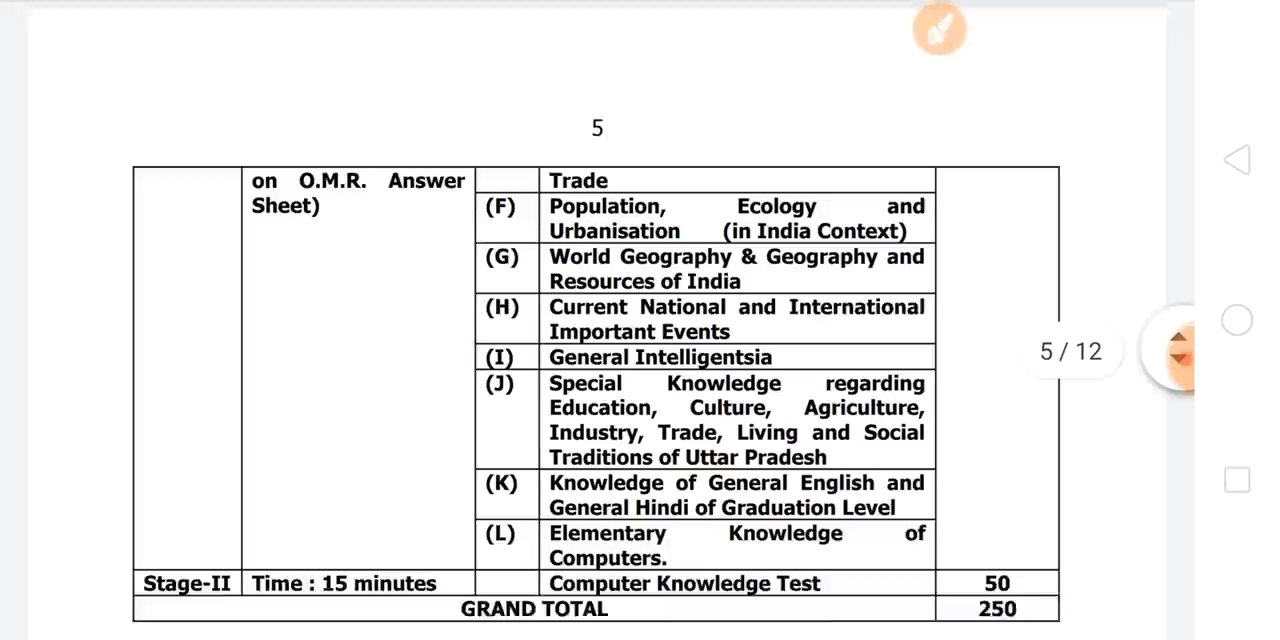 5
on O.M.R. Answer
Sheet)
Trade
(F) Population, Ecology and
Urbanisation (in India Context)
(G) World Geography & Geography and
Resources of India
(H) Current National and International
Important Events
(I) General Intelligentsia
(J) Special Knowledge regarding
Education, Culture, Agriculture,
Industry, Trade, Living and Social
Traditions of Uttar Pradesh
(K) Knowledge of General English and
General Hindi of Graduation Level
(L) Elementary Knowledge of
Computers.
Stage-II Time : 15 minutes Computer Knowledge Test 50
GRAND TOTAL 250
5 / 12